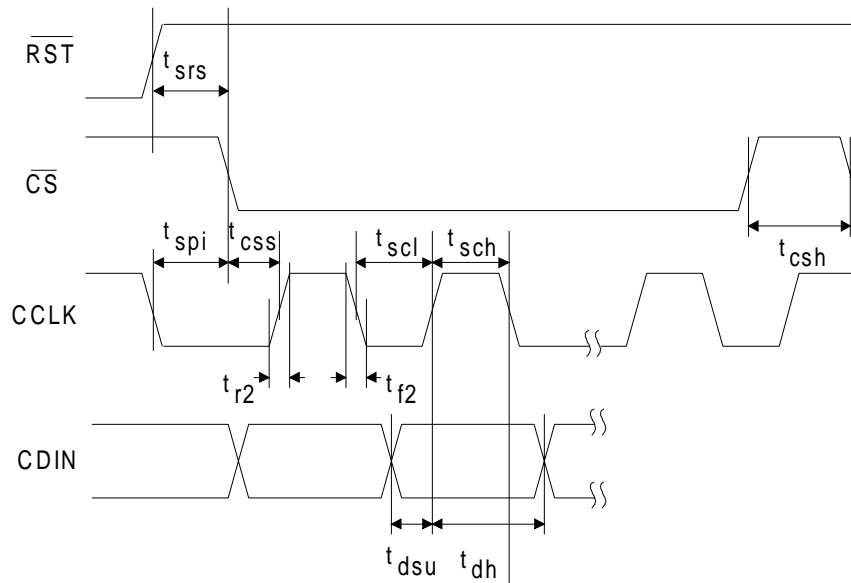 RST
t srs
CS
t spi t css t scl t sch t csh
CCLK
t r2 t f2
CDIN
t dsu t dh